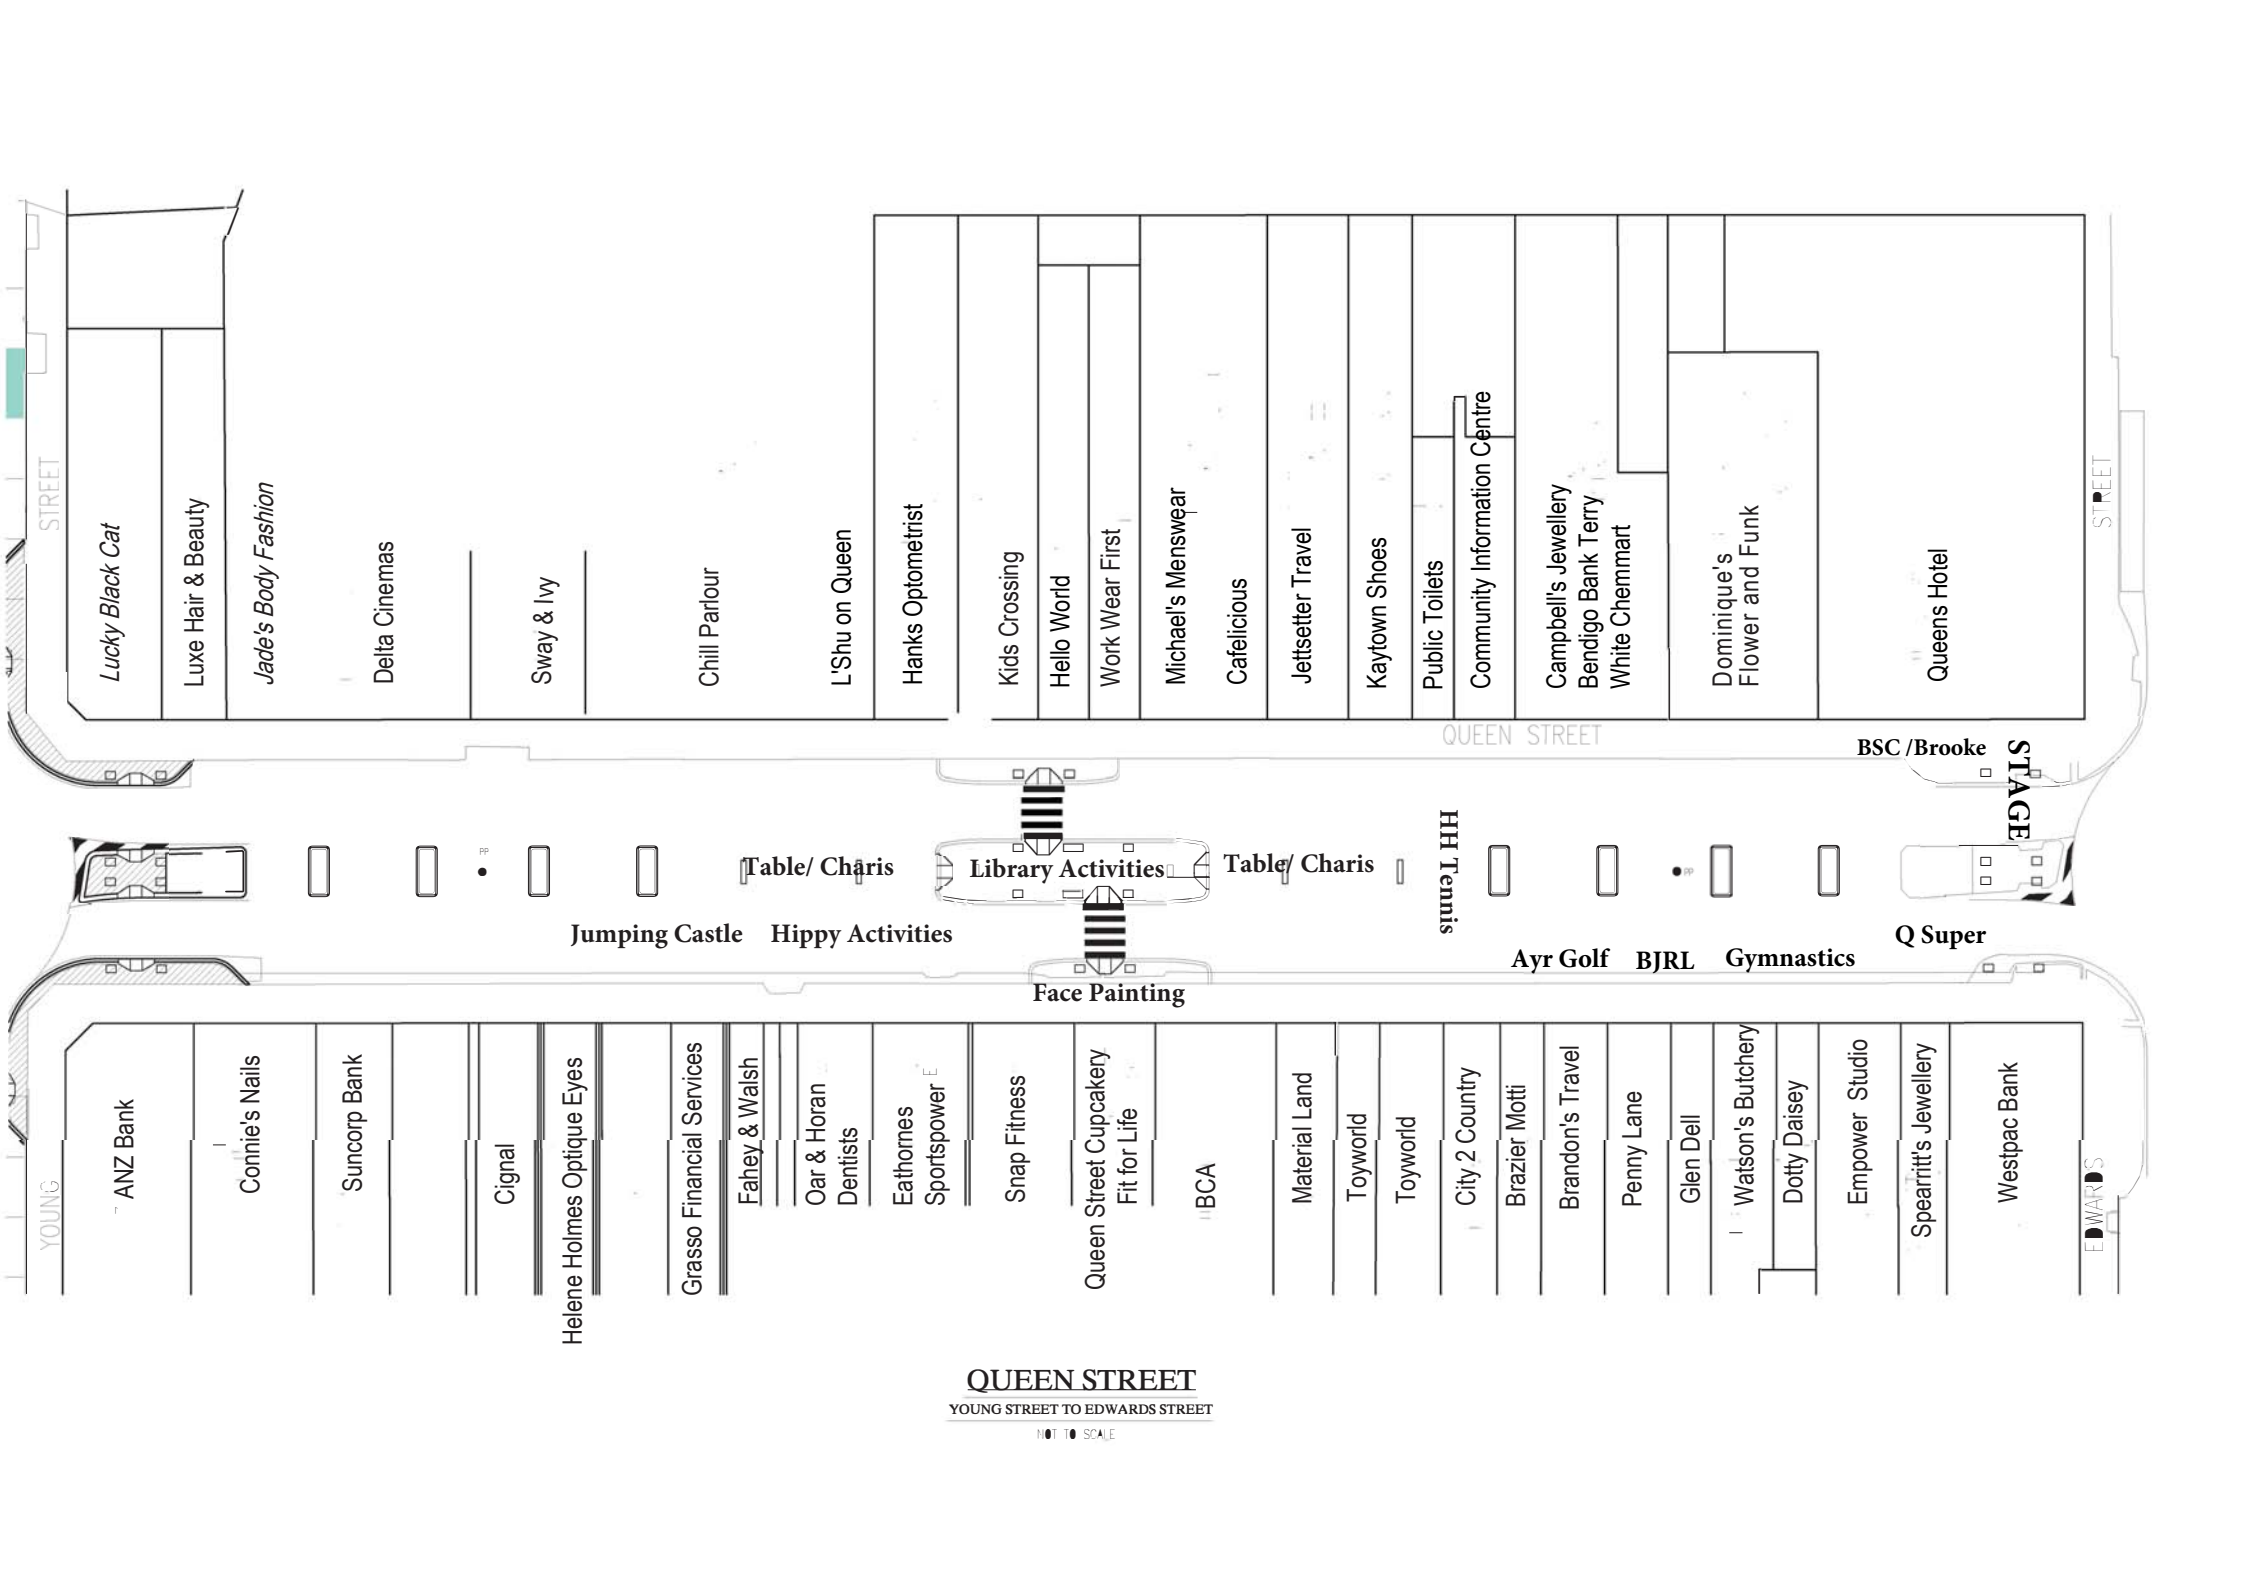 STREET
Lucky Black Cat
Luxe Hair & Beauty
Jade's Body Fashion
Delta Cinemas
Sway & Ivy
Chill Parlour
L'Shu on Queen
Hanks Optometrist
Kids Crossing
Hello World
Work Wear First
Michael's Menswear
Cafelicious
Jettsetter Travel
Kaytown Shoes
Public Toilets
Community Information Centre
Campbell's Jewellery
Bendigo Bank Terry
White Chemmart
Dominique's
Flower and Funk
Queens Hotel
STREET
QUEEN STREET
BSC /Brooke
STAGE
PP
Table/ Charis
Library Activities
Table/ Charis
HH Tennis
PP
Jumping Castle
Hippy Activities
Q Super
Ayr Golf
BJRL
Gymnastics
Face Painting
YOUNG
ANZ Bank
Connie's Nails
Suncorp Bank
Cignal
Helene Holmes Optique Eyes
Grasso Financial Services
Fahey & Walsh
Oar & Horan
Dentists
Eathornes
Sportspower E
Snap Fitness
Queen Street Cupcakery
Fit for Life
BCA
Material Land
Toyworld
Toyworld
City 2 Country
Brazier Motti
Brandon's Travel
Penny Lane
Glen Dell
Watson's Butchery
Dotty Daisey
Empower Studio
Spearritt's Jewellery
Westpac Bank
EDWARDS
QUEEN STREET
YOUNG STREET TO EDWARDS STREET
NOT TO SCALE